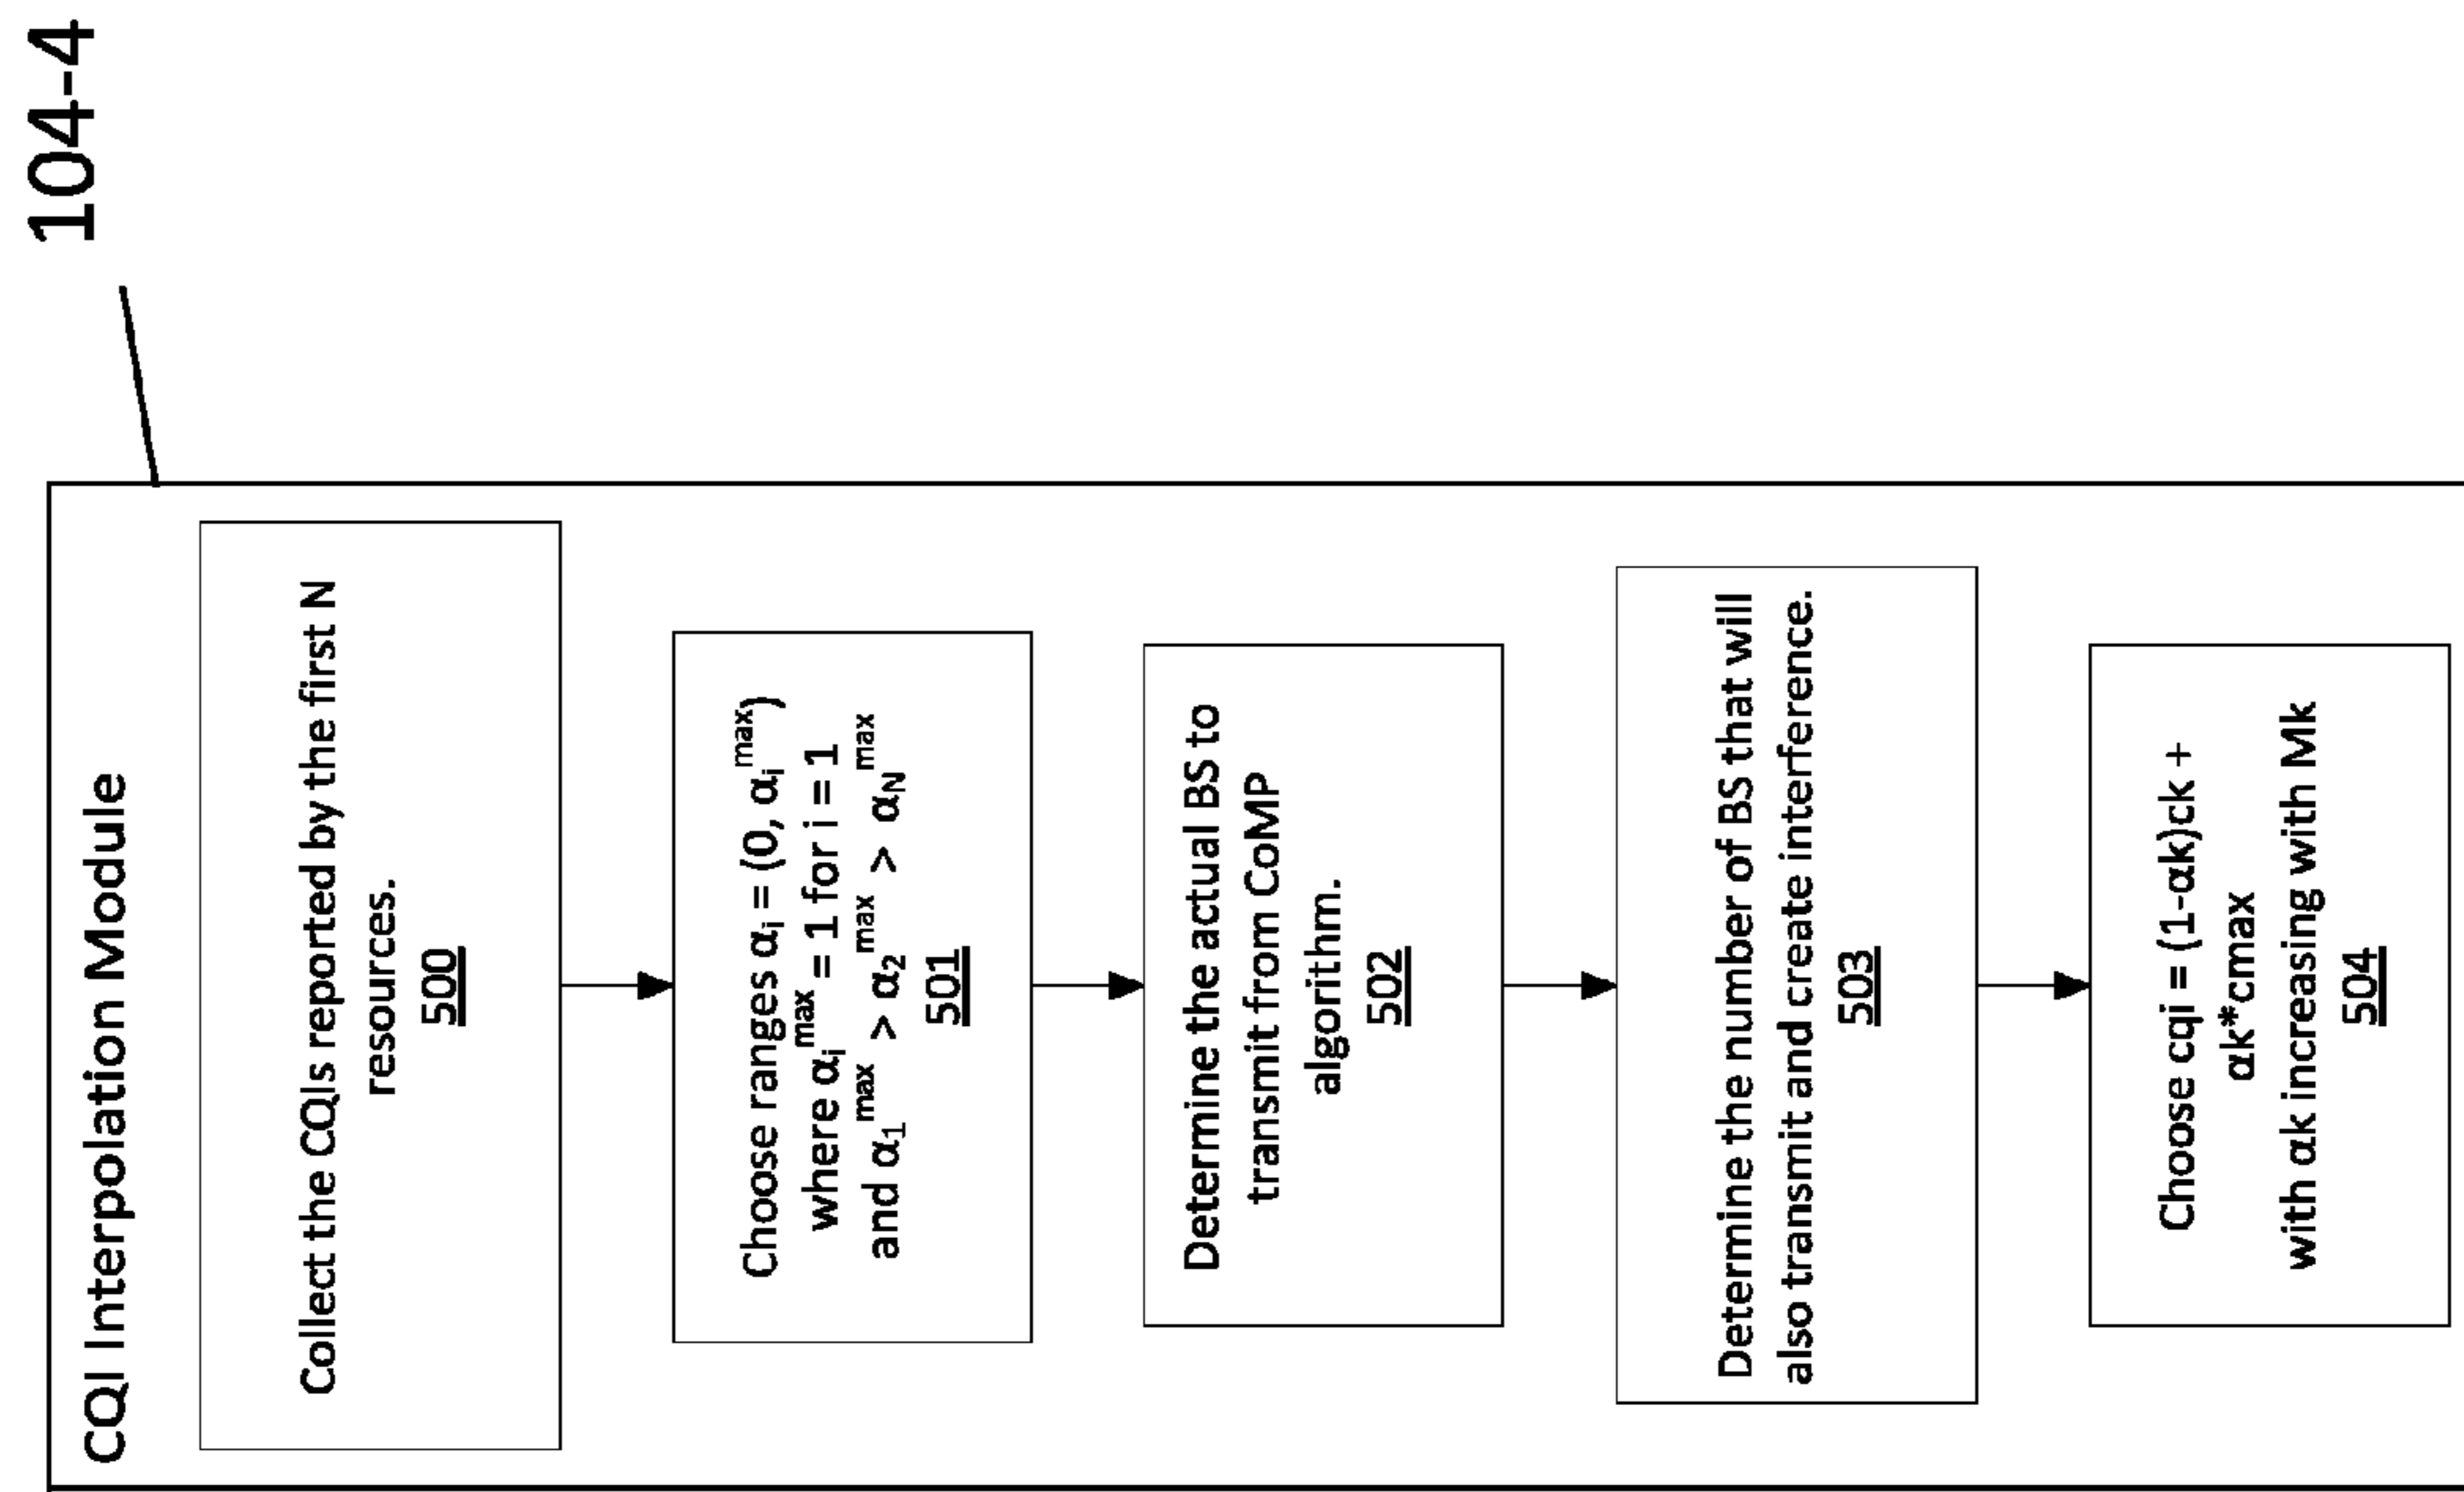 104-4
CQI Interpolation Module
Collect the CQIs reported by the first N
resources.
500
Choose ranges αᵢ = (0, αᵢᵐᵃˣ)
where αᵢᵐᵃˣ = 1 for i = 1
and α₁ᵐᵃˣ > α₂ᵐᵃˣ > α_Nᵐᵃˣ
501
Determine the actual BS to
transmit from CoMP
algorithm.
502
Determine the number of BS that will
also transmit and create interference.
503
Choose cqi = (1-αk)ck +
αk*cmax
with αk increasing with Mk
504